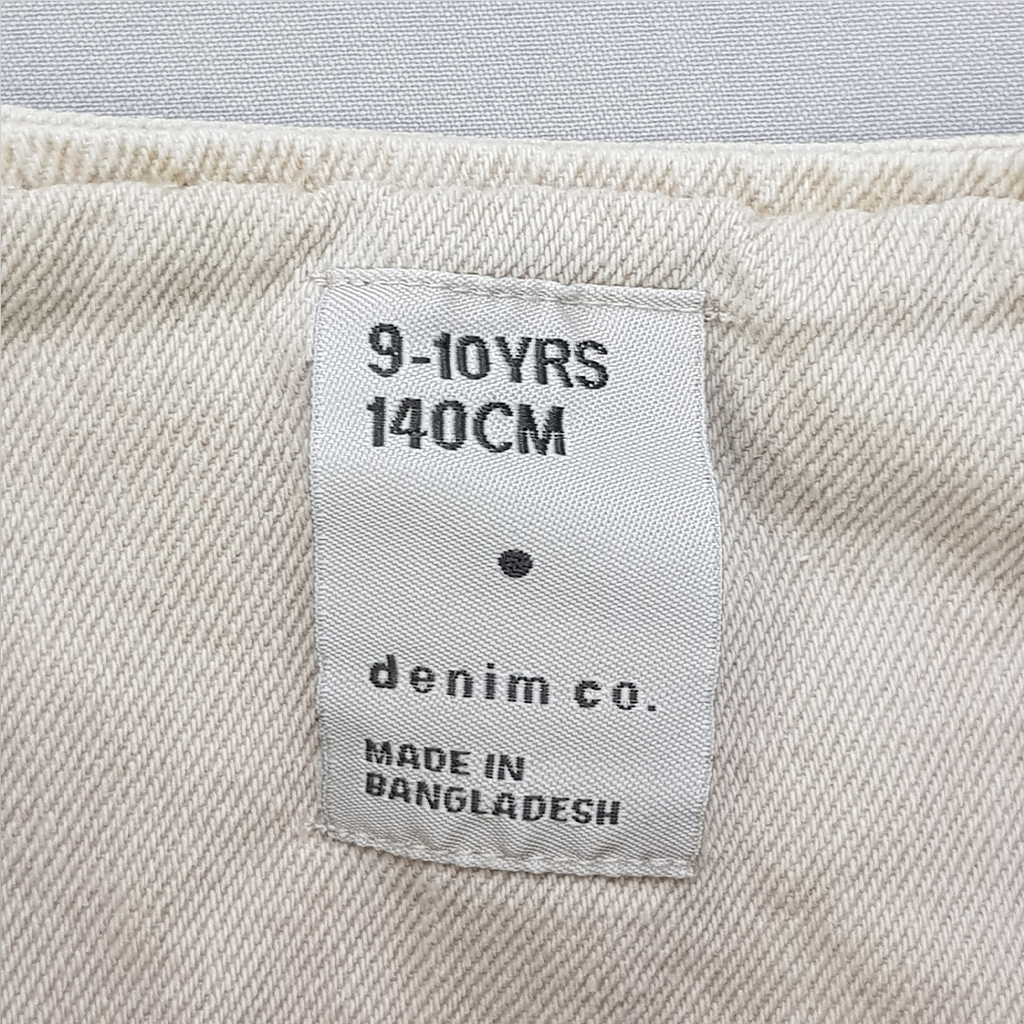 9-10YRS
140CM
denim co.
MADE IN
BANGLADESH